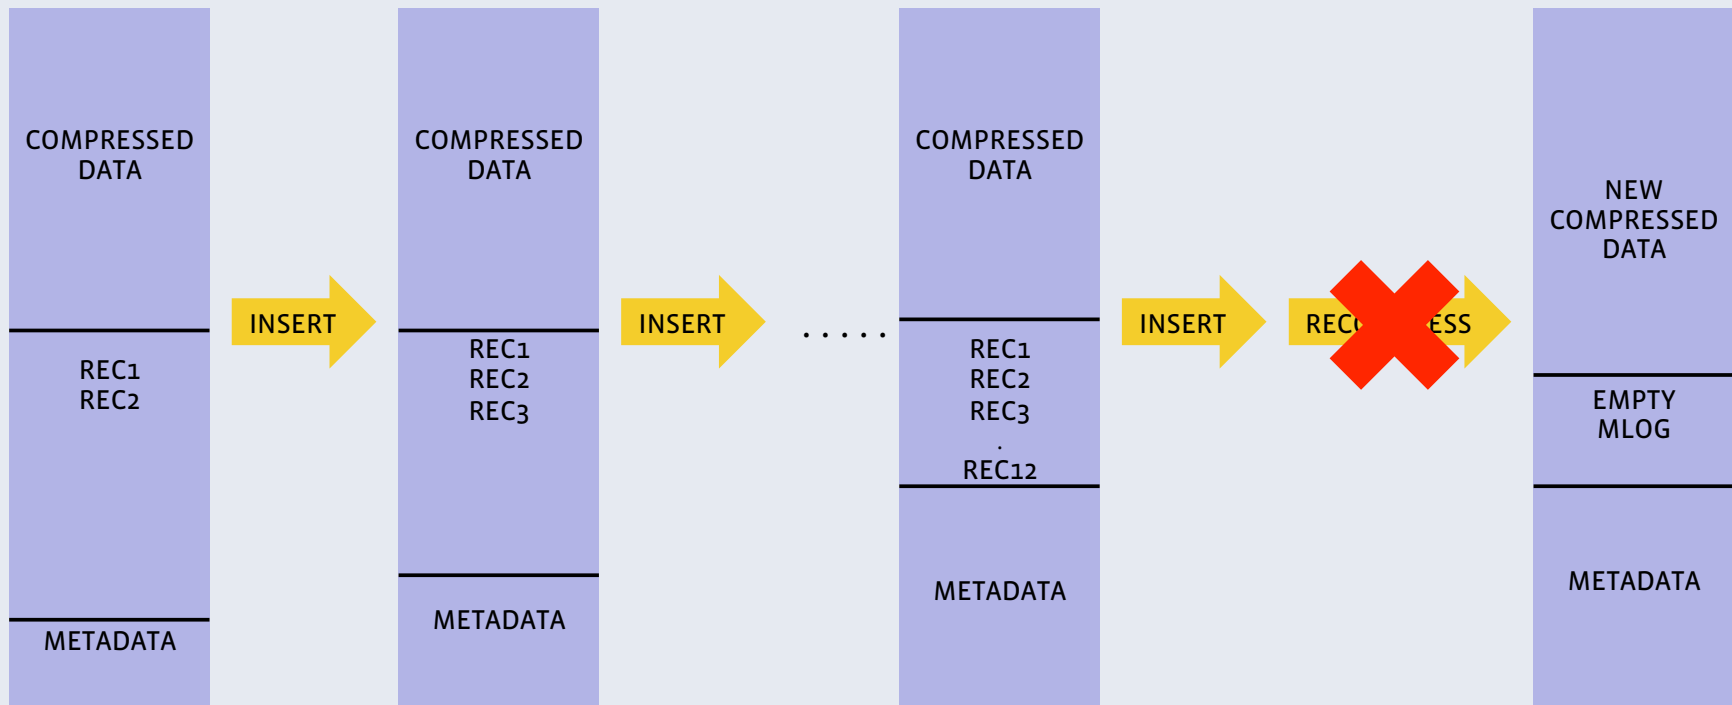 COMPRESSED
DATA
REC1
REC2
METADATA
INSERT
COMPRESSED
DATA
REC1
REC2
REC3
METADATA
INSERT
.....
COMPRESSED
DATA
REC1
REC2
REC3
.
REC12
METADATA
INSERT
NEW
COMPRESSED
DATA
EMPTY
MLOG
METADATA